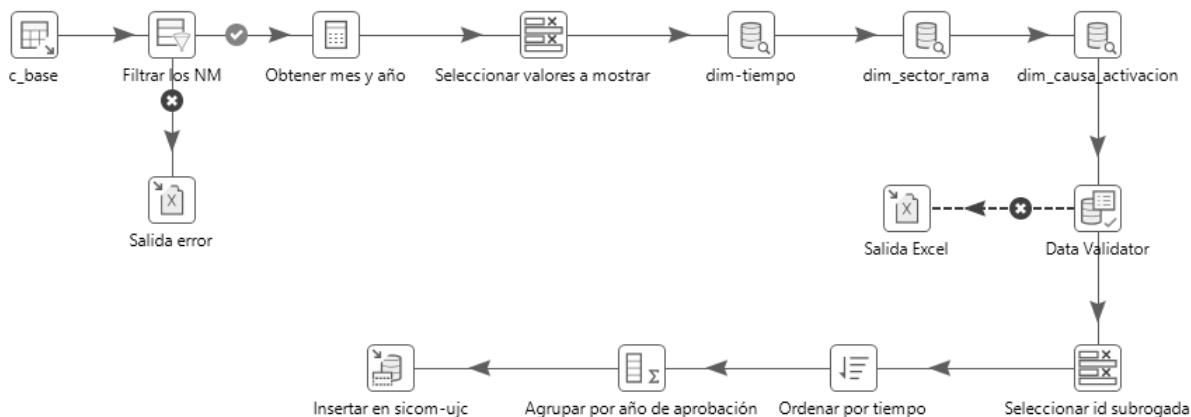 c_base
Filtrar los NM
Obtener mes y año
Seleccionar valores a mostrar
dim-tiempo
dim_sector_rama
dim_causa_activacion
Salida error
Salida Excel
Data Validator
Insertar en sicom-ujc
Agrupar por año de aprobación
Ordenar por tiempo
Seleccionar id subrogada